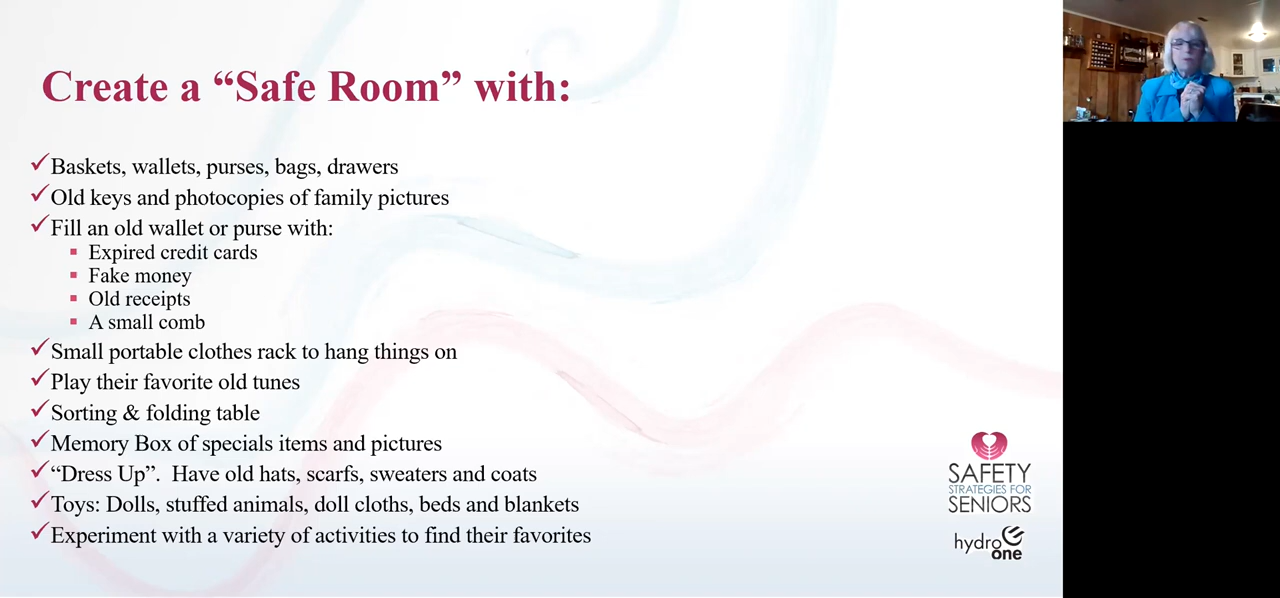 Create a “Safe Room” with:
Baskets, wallets, purses, bags, drawers
Old keys and photocopies of family pictures
Fill an old wallet or purse with:
Expired credit cards
Fake money
Old receipts
A small comb
Small portable clothes rack to hang things on
Play their favorite old tunes
Sorting & folding table
Memory Box of specials items and pictures
“Dress Up”.  Have old hats, scarfs, sweaters and coats
Toys: Dolls, stuffed animals, doll cloths, beds and blankets
Experiment with a variety of activities to find their favorites
SAFETY
STRATEGIES FOR
SENIORS
hydro
one